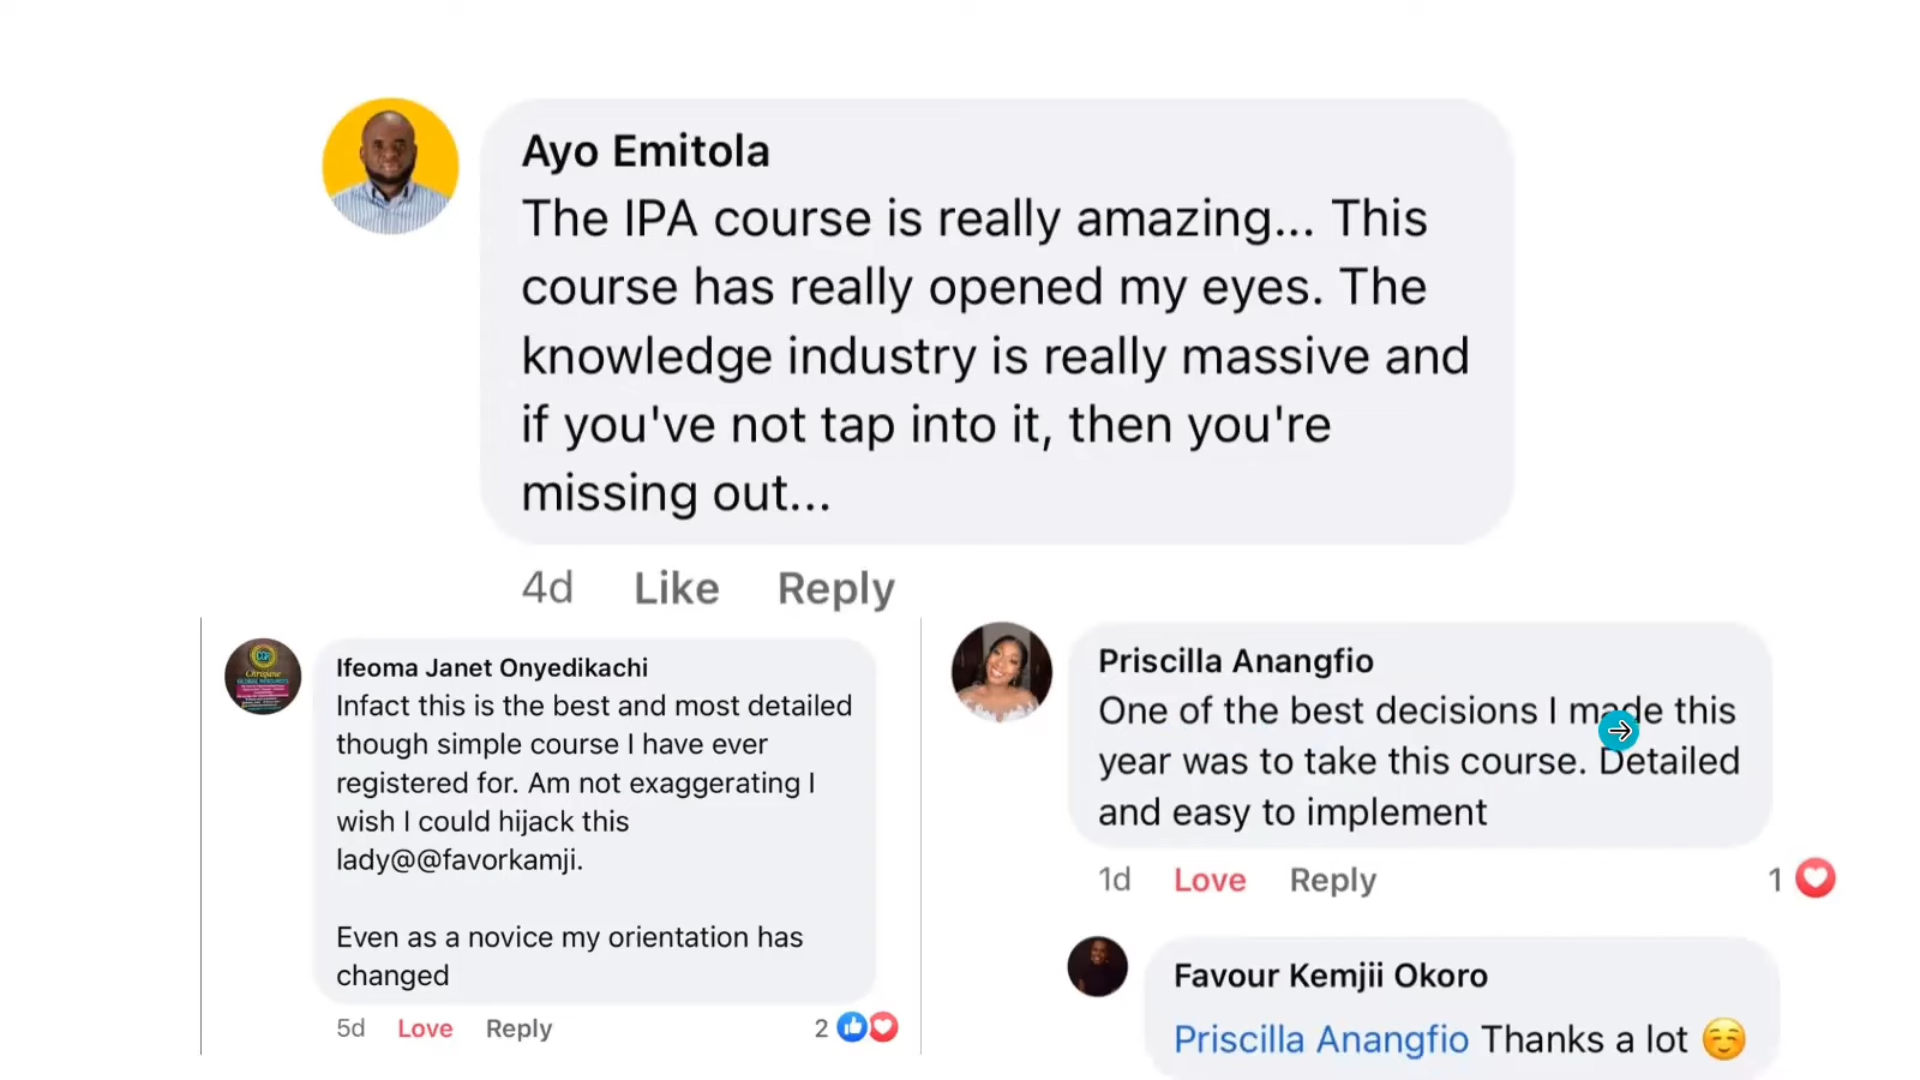 Ayo Emitola
The IPA course is really amazing... This
course has really opened my eyes. The
knowledge industry is really massive and
if you've not tap into it, then you're
missing out...
4d Like Reply
Ifeoma Janet Onyedikachi
Infact this is the best and most detailed
though simple course I have ever
registered for. Am not exaggerating I
wish I could hijack this
lady@@favorkamji.
Even as a novice my orientation has
changed
5d Love Reply 2
Priscilla Anangfio
One of the best decisions I made this
year was to take this course. Detailed
and easy to implement
1d Love Reply 1
Favour Kemjii Okoro
Priscilla Anangfio Thanks a lot ☺️